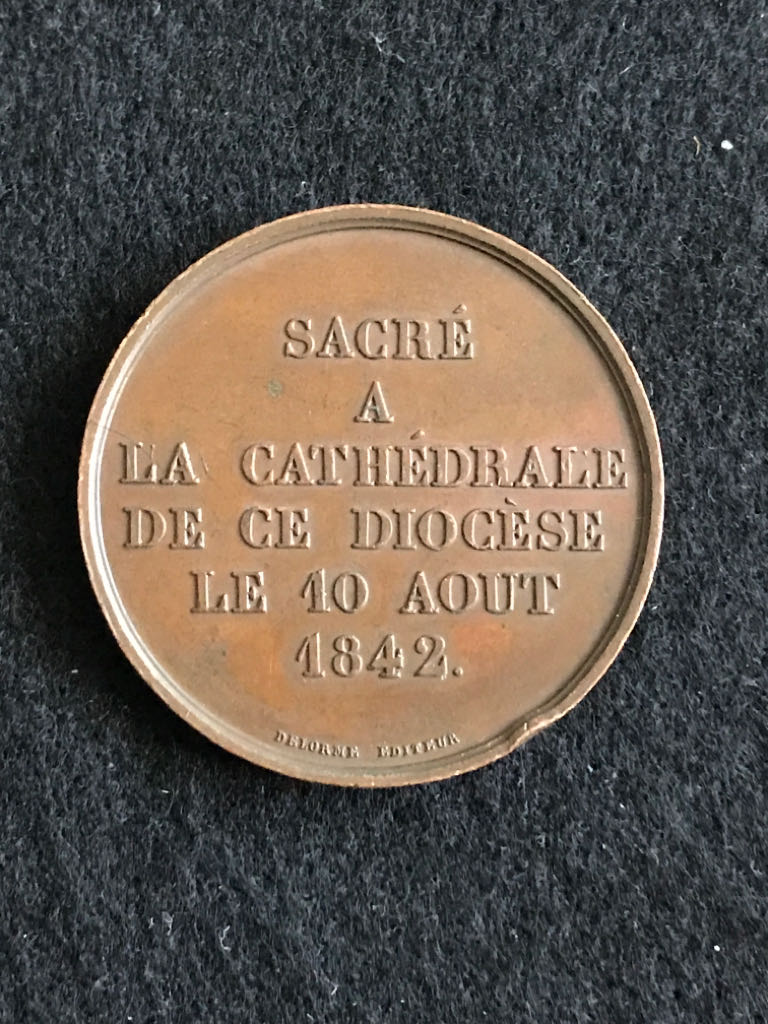 SACRÉ
A
LA CATHÉDRALE
DE CE DIOCÈSE
LE 10 AOUT
1842.
DELORME EDITEUR